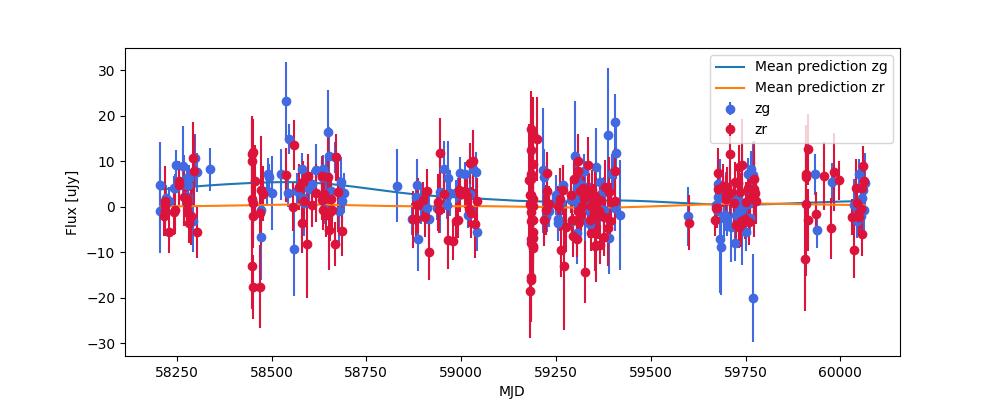 30
20
10
0
−10
−20
−30
Flux [uJy]
58250
58500
58750
59000
59250
59500
59750
60000
MJD
Mean prediction zg
Mean prediction zr
zg
zr